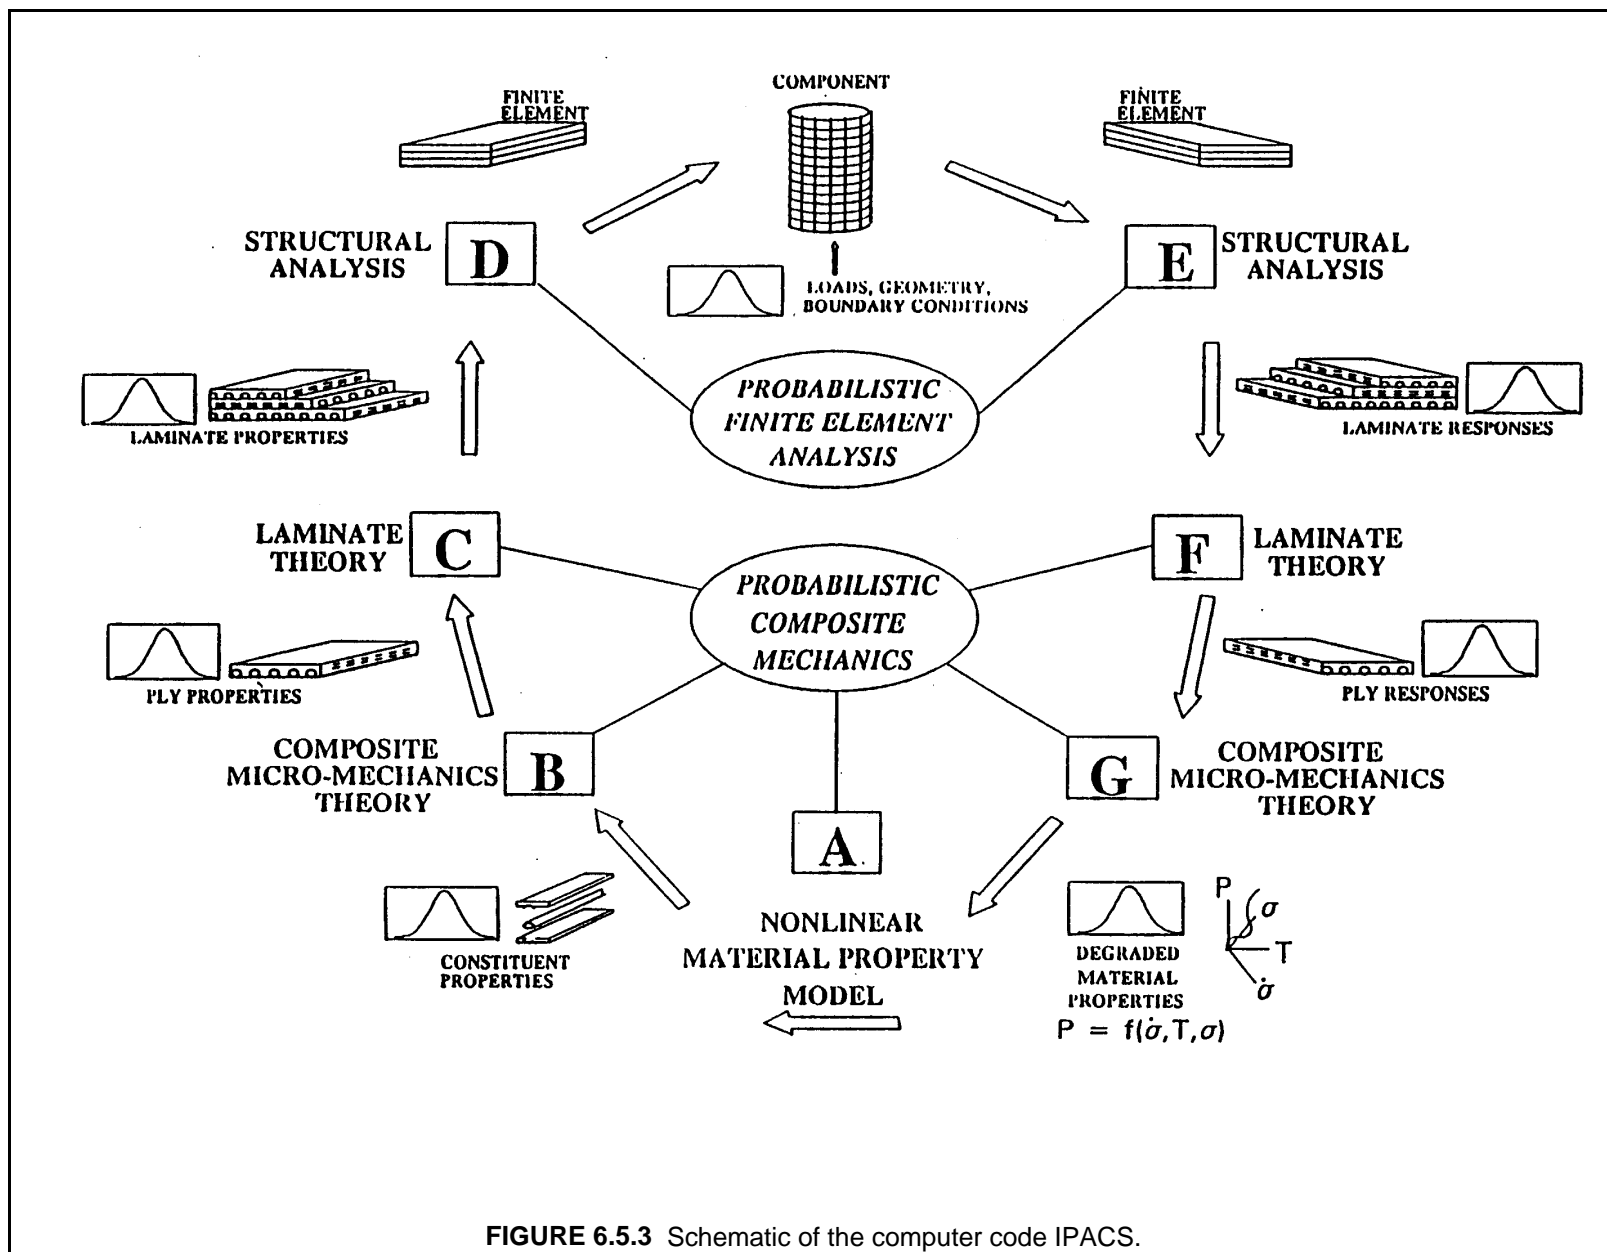 COMPONENT
FINITE
ELEMENT
FINITE
ELEMENT
STRUCTURAL
ANALYSIS
D
E
STRUCTURAL
ANALYSIS
LOADS, GEOMETRY,
BOUNDARY CONDITIONS
PROBABILISTIC
FINITE ELEMENT
ANALYSIS
LAMINATE PROPERTIES
LAMINATE RESPONSES
LAMINATE
THEORY
C
F
LAMINATE
THEORY
PROBABILISTIC
COMPOSITE
MECHANICS
PLY PROPERTIES
PLY RESPONSES
COMPOSITE
MICRO-MECHANICS
THEORY
B
G
COMPOSITE
MICRO-MECHANICS
THEORY
A
NONLINEAR
MATERIAL PROPERTY
MODEL
CONSTITUENT
PROPERTIES
P
σ
T
σ̇
DEGRADED
MATERIAL
PROPERTIES
P = f(σ̇,T,σ)
FIGURE 6.5.3 Schematic of the computer code IPACS.